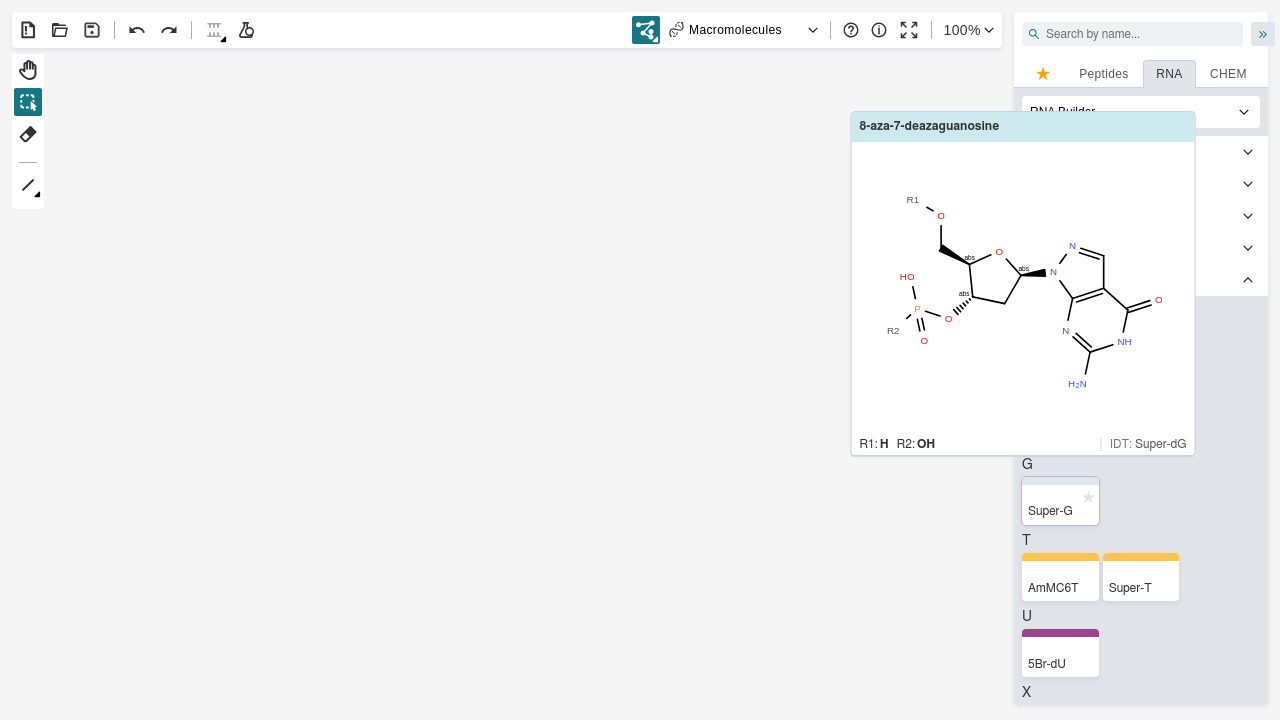 Macromolecules
100%
Search by name...
»
Peptides
RNA
CHEM
RNA Builder
8-aza-7-deazaguanosine
R1
O
O
abs
abs
abs
N
N
HO
P
O
O
R2
O
N
NH
H2N
R1: H R2: OH
IDT: Super-dG
G
Super-G
T
AmMC6T
Super-T
U
5Br-dU
X